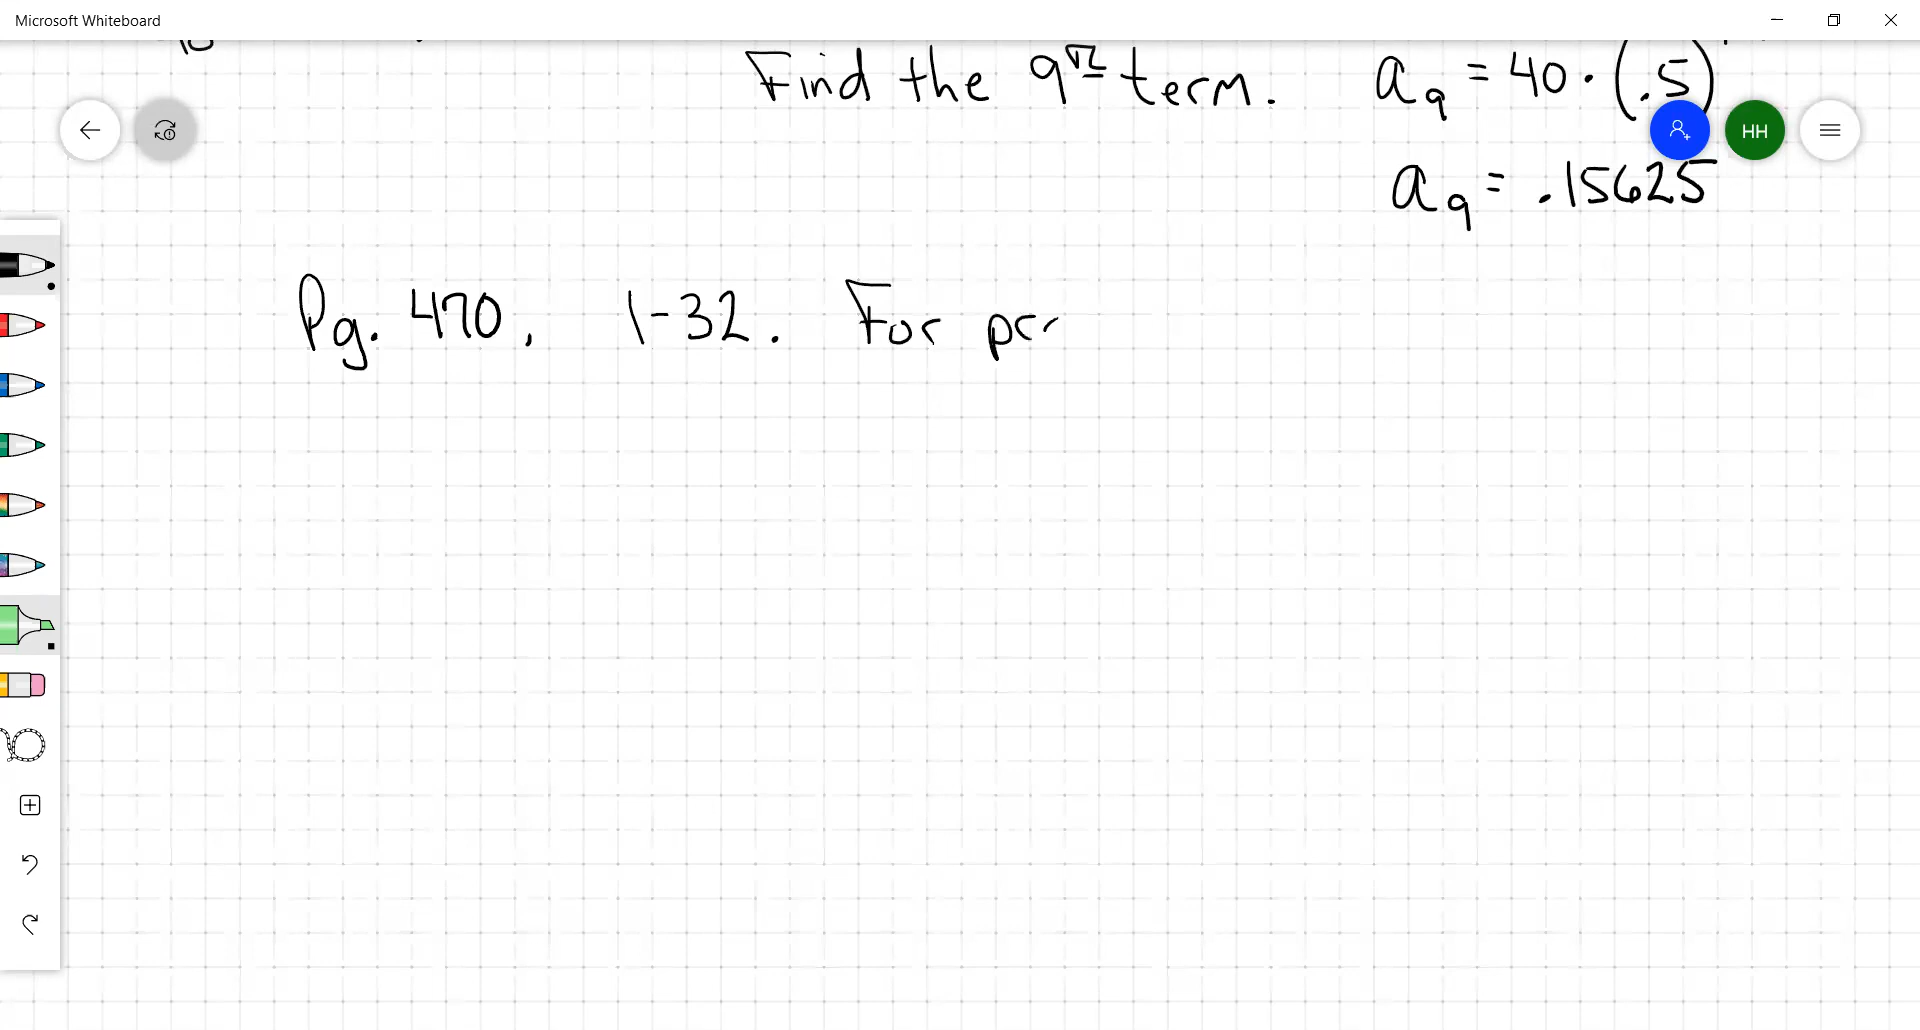 Microsoft Whiteboard
Find the 9th term. a9 = 40 · (.5)
HH
a9 = .15625
Pg. 470, 1-32. For